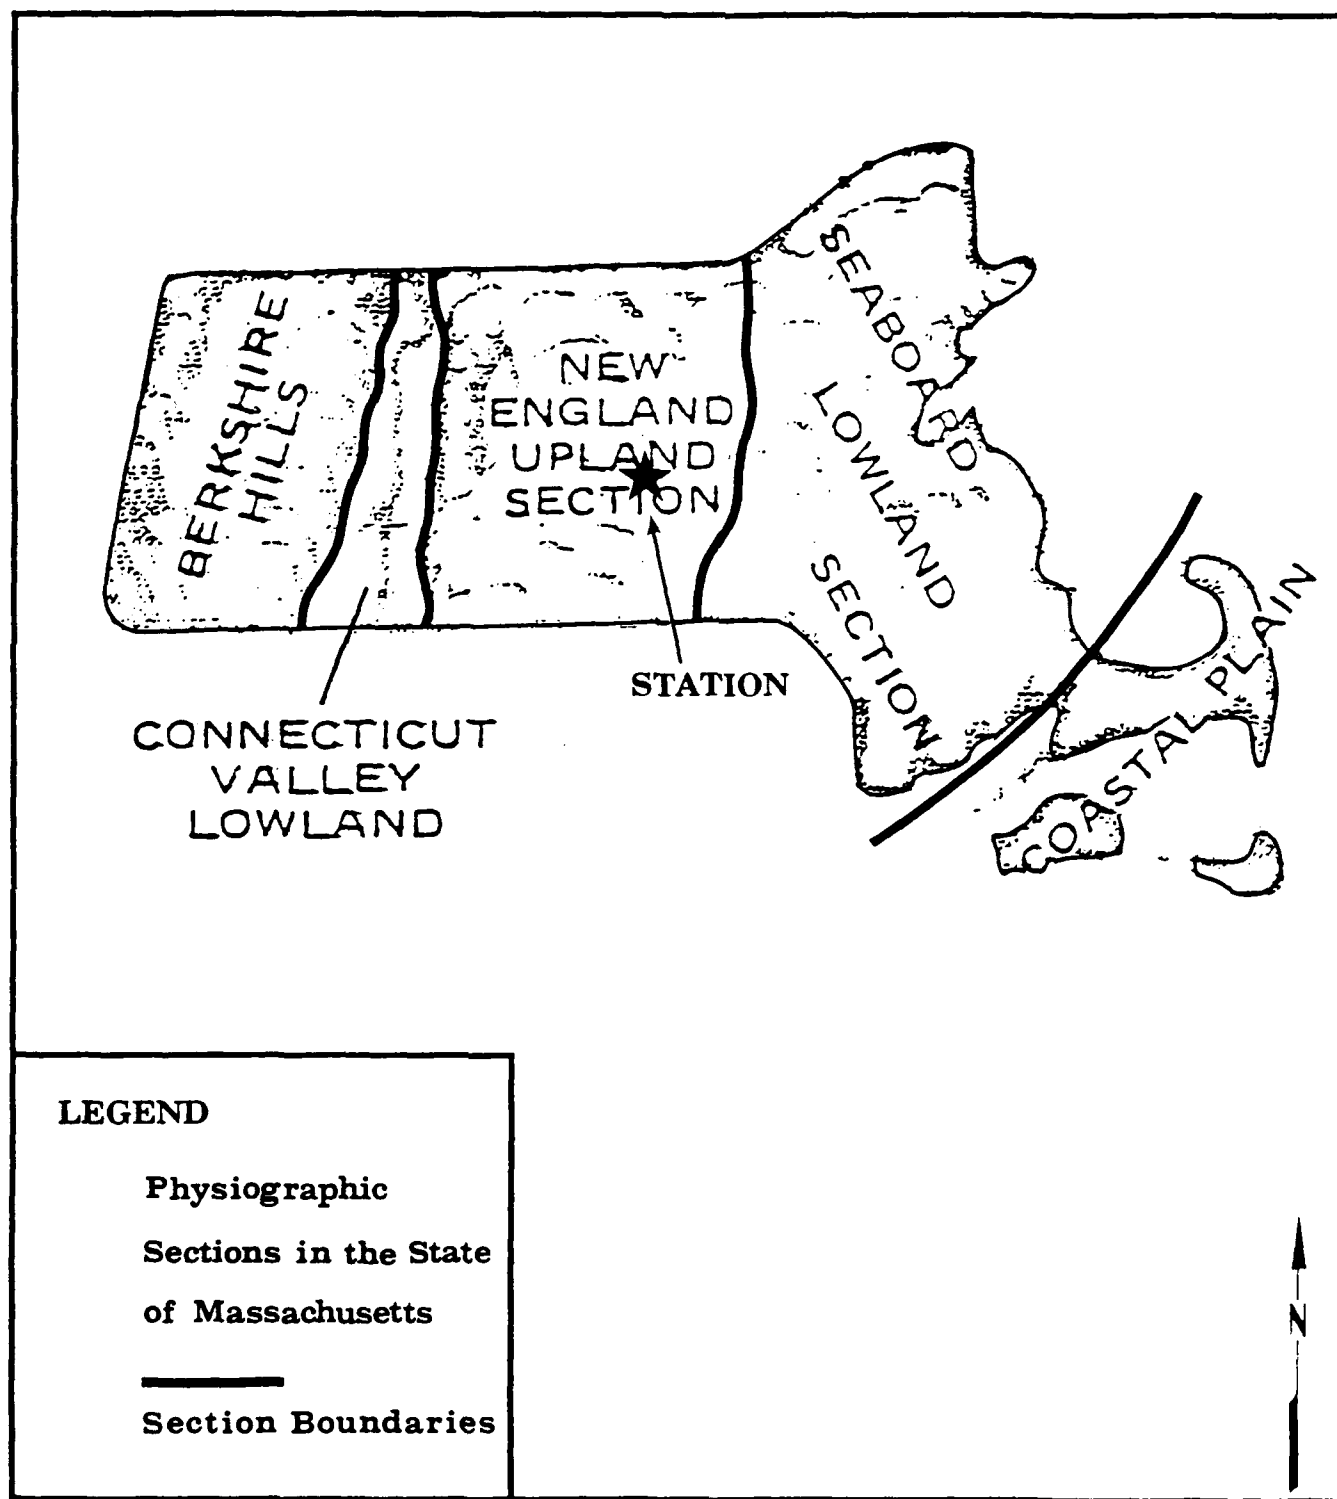 BERKSHIRE
HILLS
NEW
ENGLAND
UPLAND
SECTION
SEABOARD
LOWLAND
SECTION
COASTAL PLAIN
STATION
CONNECTICUT
VALLEY
LOWLAND
LEGEND
Physiographic
Sections in the State
of Massachusetts
Section Boundaries
N